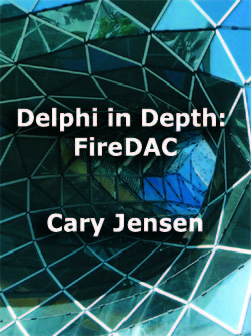 Delphi in Depth:
FireDAC
Cary Jensen